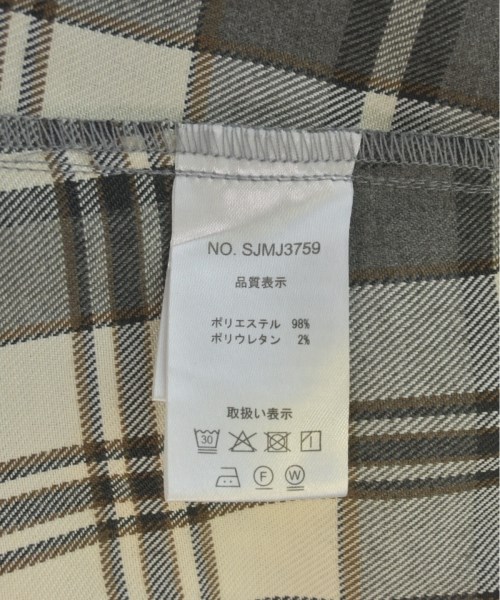 NO. SJMJ3759
品質表示
ポリエステル 98%
ポリウレタン 2%
取扱い表示
30
F W